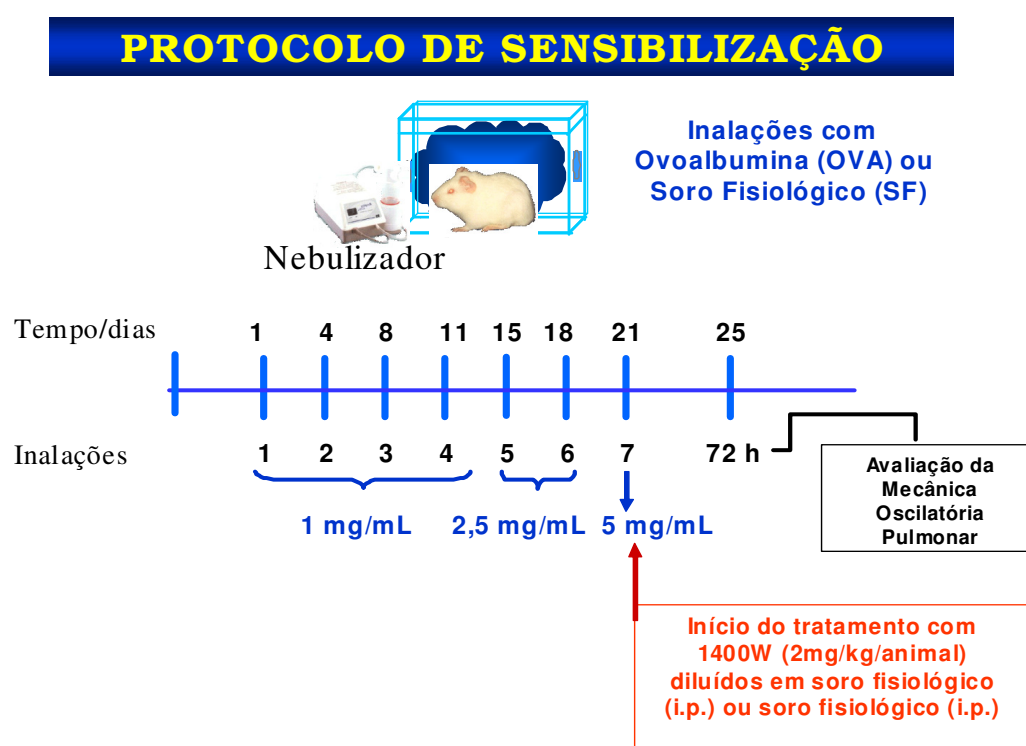 PROTOCOLO DE SENSIBILIZAÇÃO
Inalações com
Ovoalbumina (OVA) ou
Soro Fisiológico (SF)
Nebulizador
Tempo/dias 1 4 8 11 15 18 21 25
Inalações 1 2 3 4 5 6 7 72 h
1 mg/mL 2,5 mg/mL 5 mg/mL
Avaliação da
Mecânica
Oscilatória
Pulmonar
Início do tratamento com
1400W (2mg/kg/animal)
diluídos em soro fisiológico
(i.p.) ou soro fisiológico (i.p.)